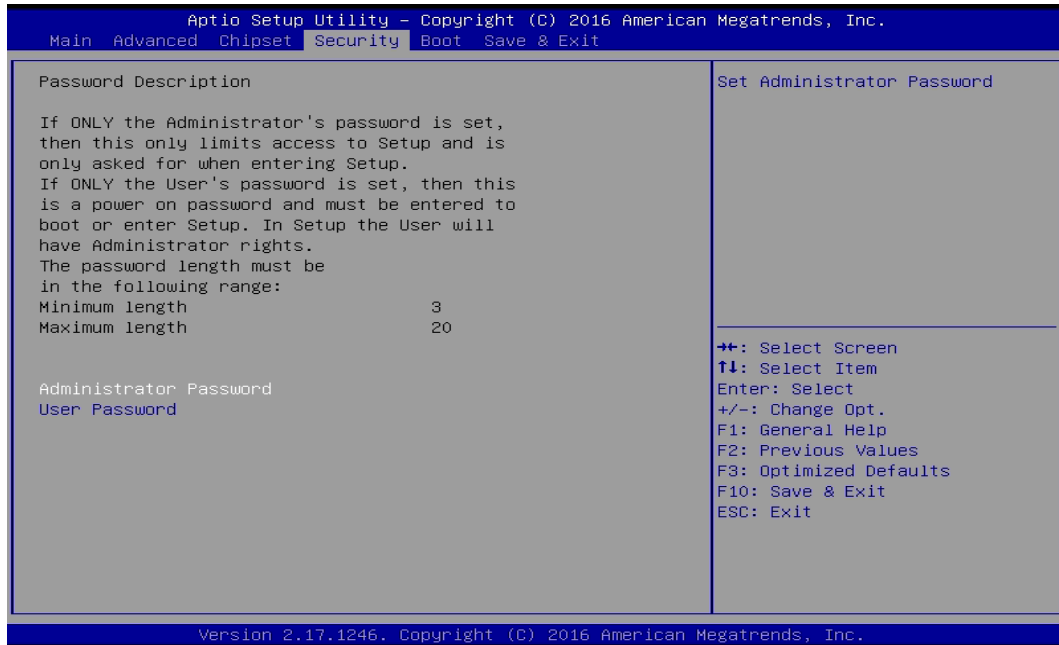 Aptio Setup Utility – Copyright (C) 2016 American Megatrends, Inc.
Main Advanced Chipset Security Boot Save & Exit
Password Description
If ONLY the Administrator's password is set,
then this only limits access to Setup and is
only asked for when entering Setup.
If ONLY the User's password is set, then this
is a power on password and must be entered to
boot or enter Setup. In Setup the User will
have Administrator rights.
The password length must be
in the following range:
Minimum length 3
Maximum length 20
Administrator Password
User Password
Set Administrator Password
→←: Select Screen
↑↓: Select Item
Enter: Select
+/-: Change Opt.
F1: General Help
F2: Previous Values
F3: Optimized Defaults
F10: Save & Exit
ESC: Exit
Version 2.17.1246. Copyright (C) 2016 American Megatrends, Inc.